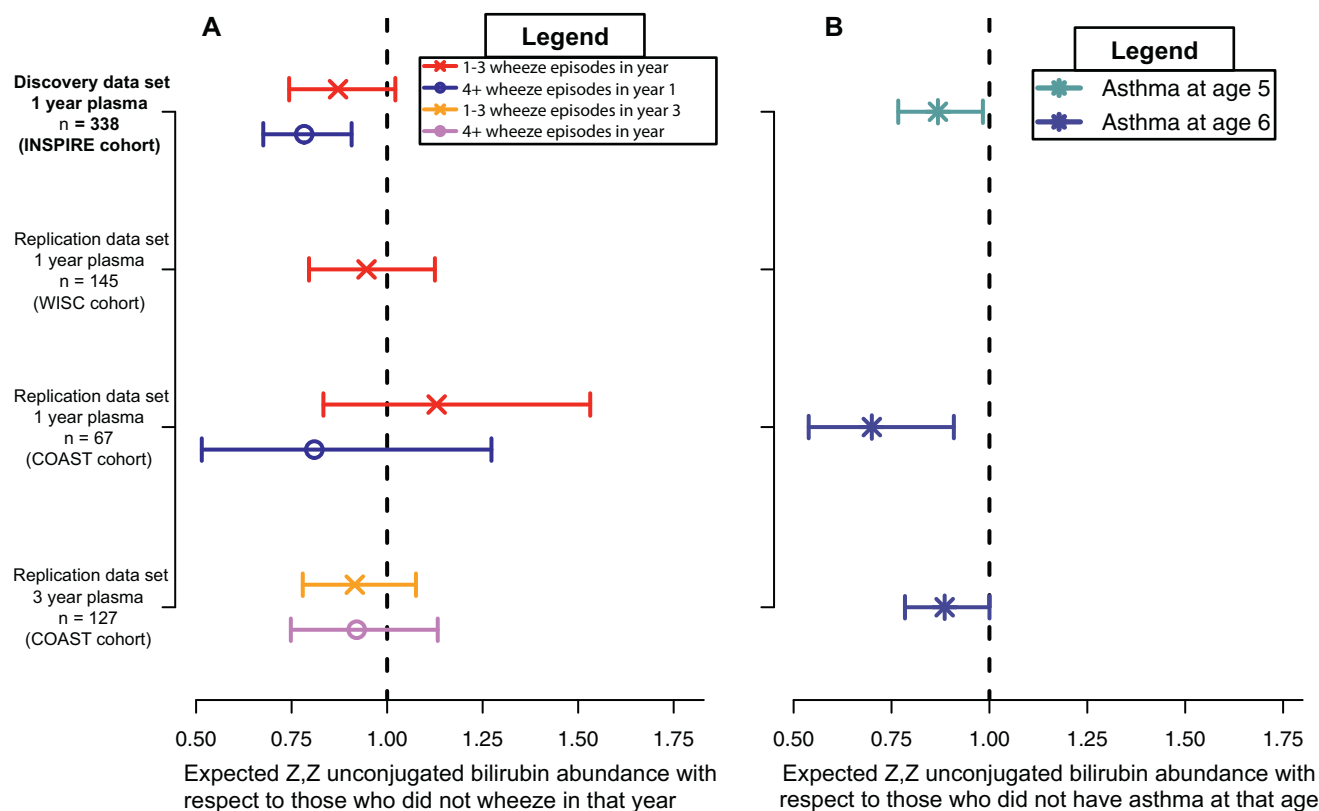 A
Legend
1-3 wheeze episodes in year
4+ wheeze episodes in year 1
1-3 wheeze episodes in year 3
4+ wheeze episodes in year
B
Legend
Asthma at age 5
Asthma at age 6
Discovery data set
1 year plasma
n = 338
(INSPIRE cohort)
Replication data set
1 year plasma
n = 145
(WISC cohort)
Replication data set
1 year plasma
n = 67
(COAST cohort)
Replication data set
3 year plasma
n = 127
(COAST cohort)
0.50 0.75 1.00 1.25 1.50 1.75
Expected Z,Z unconjugated bilirubin abundance with
respect to those who did not wheeze in that year
0.50 0.75 1.00 1.25 1.50 1.75
Expected Z,Z unconjugated bilirubin abundance with
respect to those who did not have asthma at that age